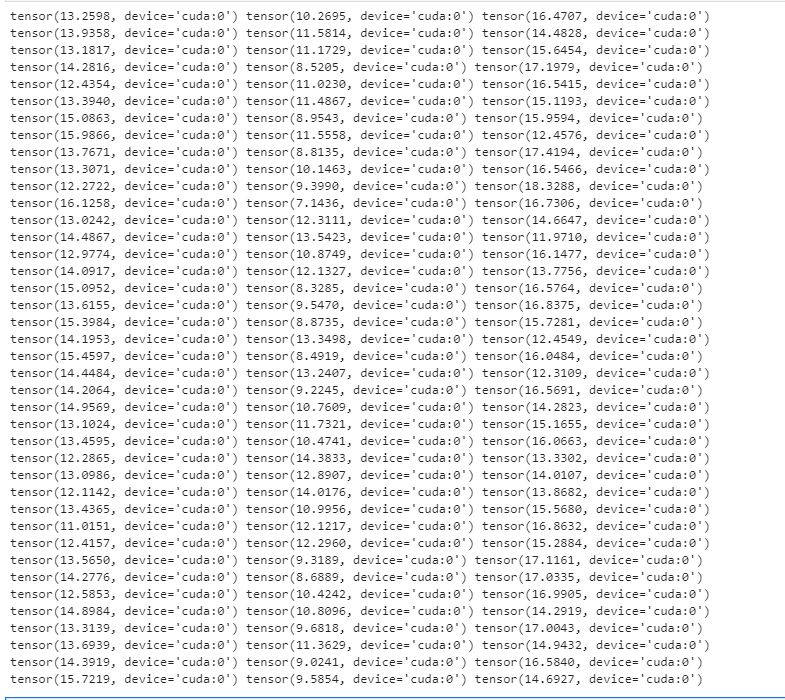 tensor(13.2598, device='cuda:0') tensor(10.2695, device='cuda:0') tensor(16.4707, device='cuda:0')
tensor(13.9358, device='cuda:0') tensor(11.5814, device='cuda:0') tensor(14.4828, device='cuda:0')
tensor(13.1817, device='cuda:0') tensor(11.1729, device='cuda:0') tensor(15.6454, device='cuda:0')
tensor(14.2816, device='cuda:0') tensor(8.5205, device='cuda:0') tensor(17.1979, device='cuda:0')
tensor(12.4354, device='cuda:0') tensor(11.0230, device='cuda:0') tensor(16.5415, device='cuda:0')
tensor(13.3940, device='cuda:0') tensor(11.4867, device='cuda:0') tensor(15.1193, device='cuda:0')
tensor(15.0863, device='cuda:0') tensor(8.9543, device='cuda:0') tensor(15.9594, device='cuda:0')
tensor(15.9866, device='cuda:0') tensor(11.5558, device='cuda:0') tensor(12.4576, device='cuda:0')
tensor(13.7671, device='cuda:0') tensor(8.8135, device='cuda:0') tensor(17.4194, device='cuda:0')
tensor(13.3071, device='cuda:0') tensor(10.1463, device='cuda:0') tensor(16.5466, device='cuda:0')
tensor(12.2722, device='cuda:0') tensor(9.3990, device='cuda:0') tensor(18.3288, device='cuda:0')
tensor(16.1258, device='cuda:0') tensor(7.1436, device='cuda:0') tensor(16.7306, device='cuda:0')
tensor(13.0242, device='cuda:0') tensor(12.3111, device='cuda:0') tensor(14.6647, device='cuda:0')
tensor(14.4867, device='cuda:0') tensor(13.5423, device='cuda:0') tensor(11.9710, device='cuda:0')
tensor(12.9774, device='cuda:0') tensor(10.8749, device='cuda:0') tensor(16.1477, device='cuda:0')
tensor(14.0917, device='cuda:0') tensor(12.1327, device='cuda:0') tensor(13.7756, device='cuda:0')
tensor(15.0952, device='cuda:0') tensor(8.3285, device='cuda:0') tensor(16.5764, device='cuda:0')
tensor(13.6155, device='cuda:0') tensor(9.5470, device='cuda:0') tensor(16.8375, device='cuda:0')
tensor(15.3984, device='cuda:0') tensor(8.8735, device='cuda:0') tensor(15.7281, device='cuda:0')
tensor(14.1953, device='cuda:0') tensor(13.3498, device='cuda:0') tensor(12.4549, device='cuda:0')
tensor(15.4597, device='cuda:0') tensor(8.4919, device='cuda:0') tensor(16.0484, device='cuda:0')
tensor(14.4484, device='cuda:0') tensor(13.2407, device='cuda:0') tensor(12.3109, device='cuda:0')
tensor(14.2064, device='cuda:0') tensor(9.2245, device='cuda:0') tensor(16.5691, device='cuda:0')
tensor(14.9569, device='cuda:0') tensor(10.7609, device='cuda:0') tensor(14.2823, device='cuda:0')
tensor(13.1024, device='cuda:0') tensor(11.7321, device='cuda:0') tensor(15.1655, device='cuda:0')
tensor(13.4595, device='cuda:0') tensor(10.4741, device='cuda:0') tensor(16.0663, device='cuda:0')
tensor(12.2865, device='cuda:0') tensor(14.3833, device='cuda:0') tensor(13.3302, device='cuda:0')
tensor(13.0986, device='cuda:0') tensor(12.8907, device='cuda:0') tensor(14.0107, device='cuda:0')
tensor(12.1142, device='cuda:0') tensor(14.0176, device='cuda:0') tensor(13.8682, device='cuda:0')
tensor(13.4365, device='cuda:0') tensor(10.9956, device='cuda:0') tensor(15.5680, device='cuda:0')
tensor(11.0151, device='cuda:0') tensor(12.1217, device='cuda:0') tensor(16.8632, device='cuda:0')
tensor(12.4157, device='cuda:0') tensor(12.2960, device='cuda:0') tensor(15.2884, device='cuda:0')
tensor(13.5650, device='cuda:0') tensor(9.3189, device='cuda:0') tensor(17.1161, device='cuda:0')
tensor(14.2776, device='cuda:0') tensor(8.6889, device='cuda:0') tensor(17.0335, device='cuda:0')
tensor(12.5853, device='cuda:0') tensor(10.4242, device='cuda:0') tensor(16.9905, device='cuda:0')
tensor(14.8984, device='cuda:0') tensor(10.8096, device='cuda:0') tensor(14.2919, device='cuda:0')
tensor(13.3139, device='cuda:0') tensor(9.6818, device='cuda:0') tensor(17.0043, device='cuda:0')
tensor(13.6939, device='cuda:0') tensor(11.3629, device='cuda:0') tensor(14.9432, device='cuda:0')
tensor(14.3919, device='cuda:0') tensor(9.0241, device='cuda:0') tensor(16.5840, device='cuda:0')
tensor(15.7219, device='cuda:0') tensor(9.5854, device='cuda:0') tensor(14.6927, device='cuda:0')